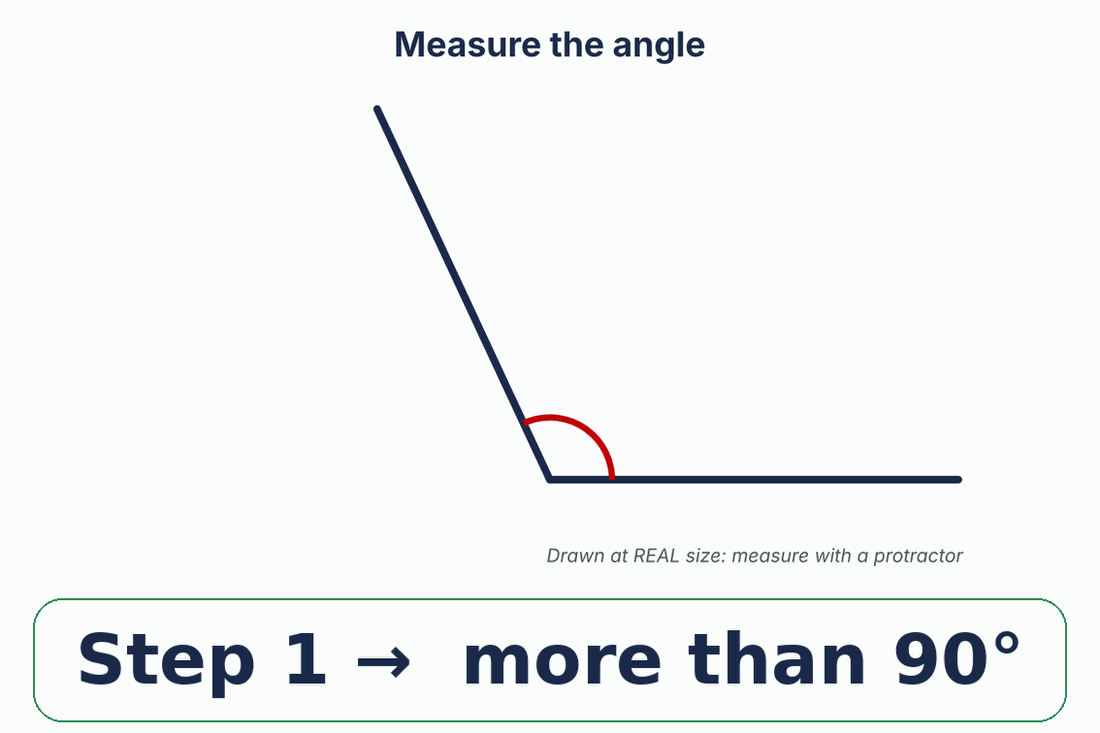 Measure the angle
Drawn at REAL size: measure with a protractor
Step 1 → more than 90°